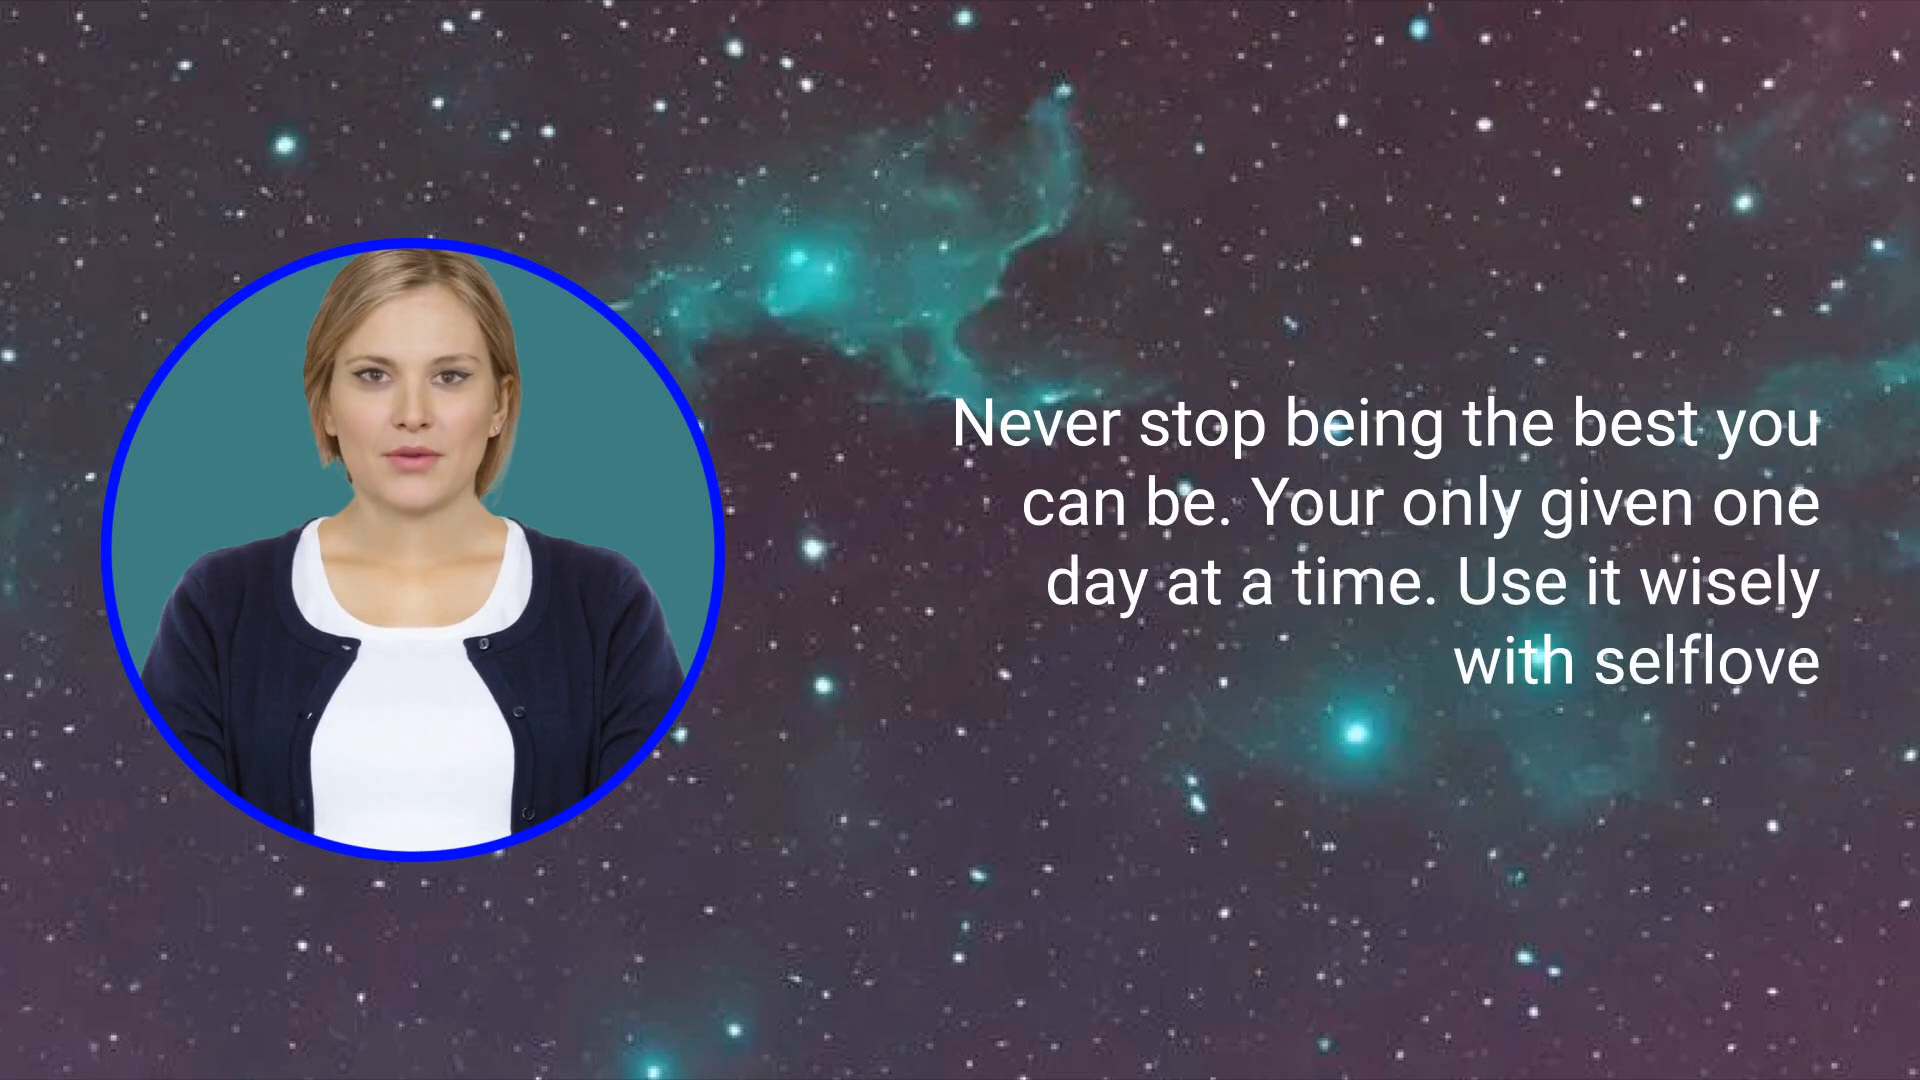 Never stop being the best you
can be. Your only given one
day at a time. Use it wisely
with selflove